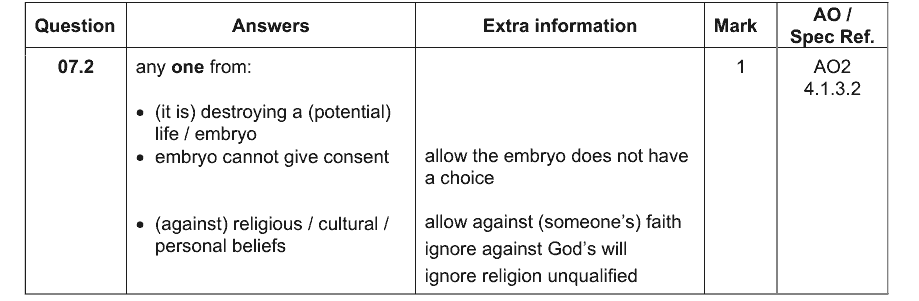 Question Answers Extra information Mark AO /
Spec Ref.
07.2 any one from: 1 AO2
4.1.3.2
• (it is) destroying a (potential)
life / embryo
• embryo cannot give consent allow the embryo does not have
a choice
• (against) religious / cultural / allow against (someone’s) faith
personal beliefs ignore against God’s will
ignore religion unqualified